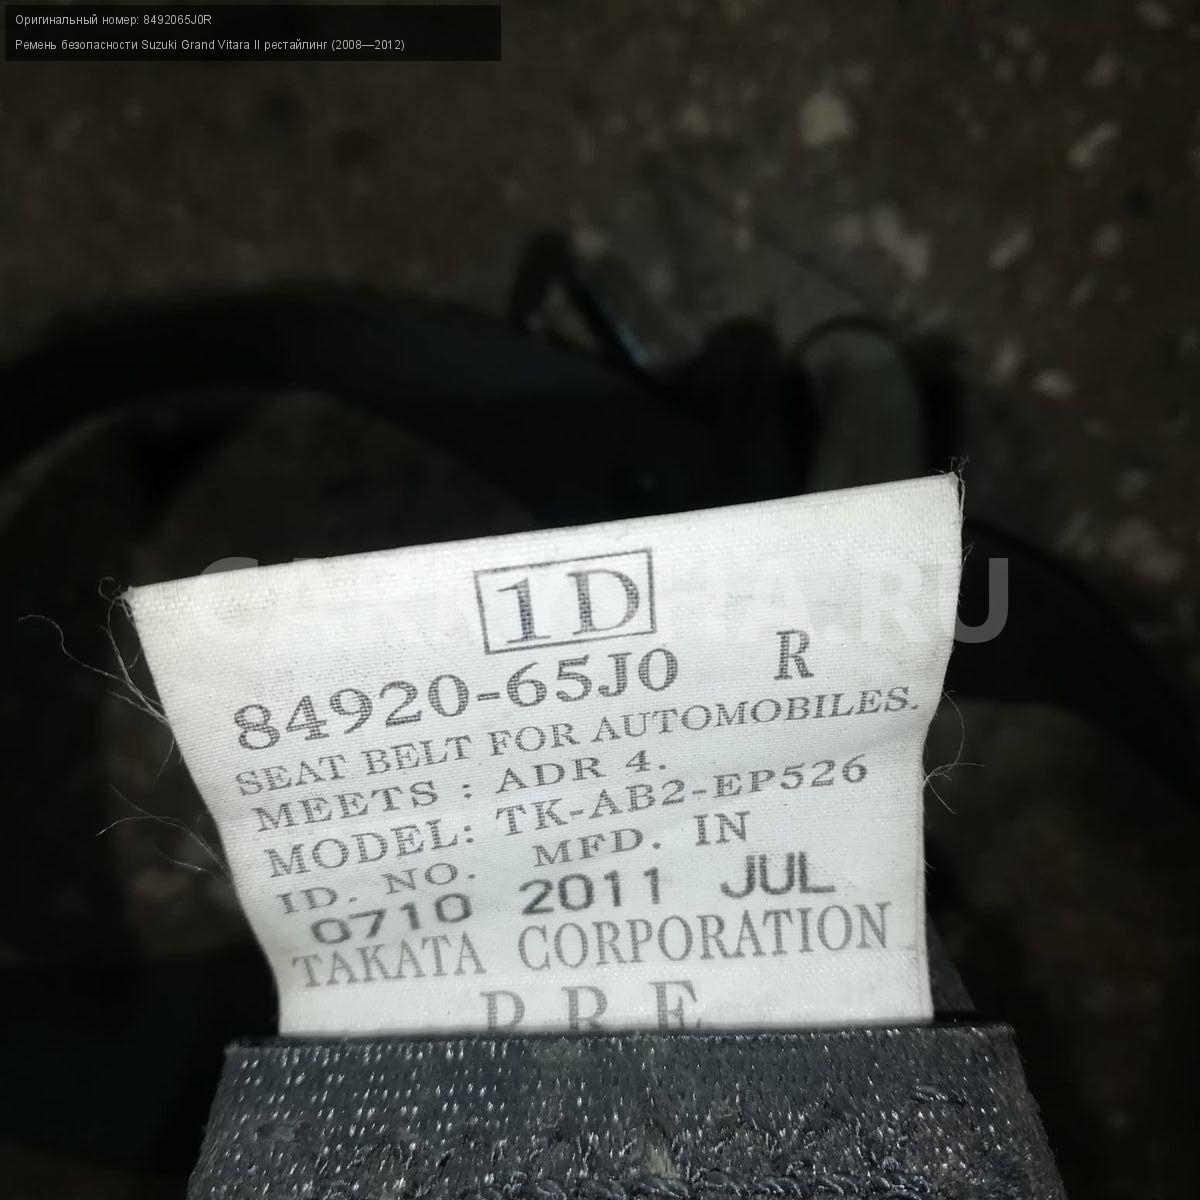 Оригинальный номер: 8492065J0R
Ремень безопасности Suzuki Grand Vitara II рестайлинг (2008—2012)
1D
84920-65J0 R
SEAT BELT FOR AUTOMOBILES.
MEETS : ADR 4.
MODEL: TK-AB2-EP526
ID. NO. MFD. IN
0710 2011 JUL
TAKATA CORPORATION